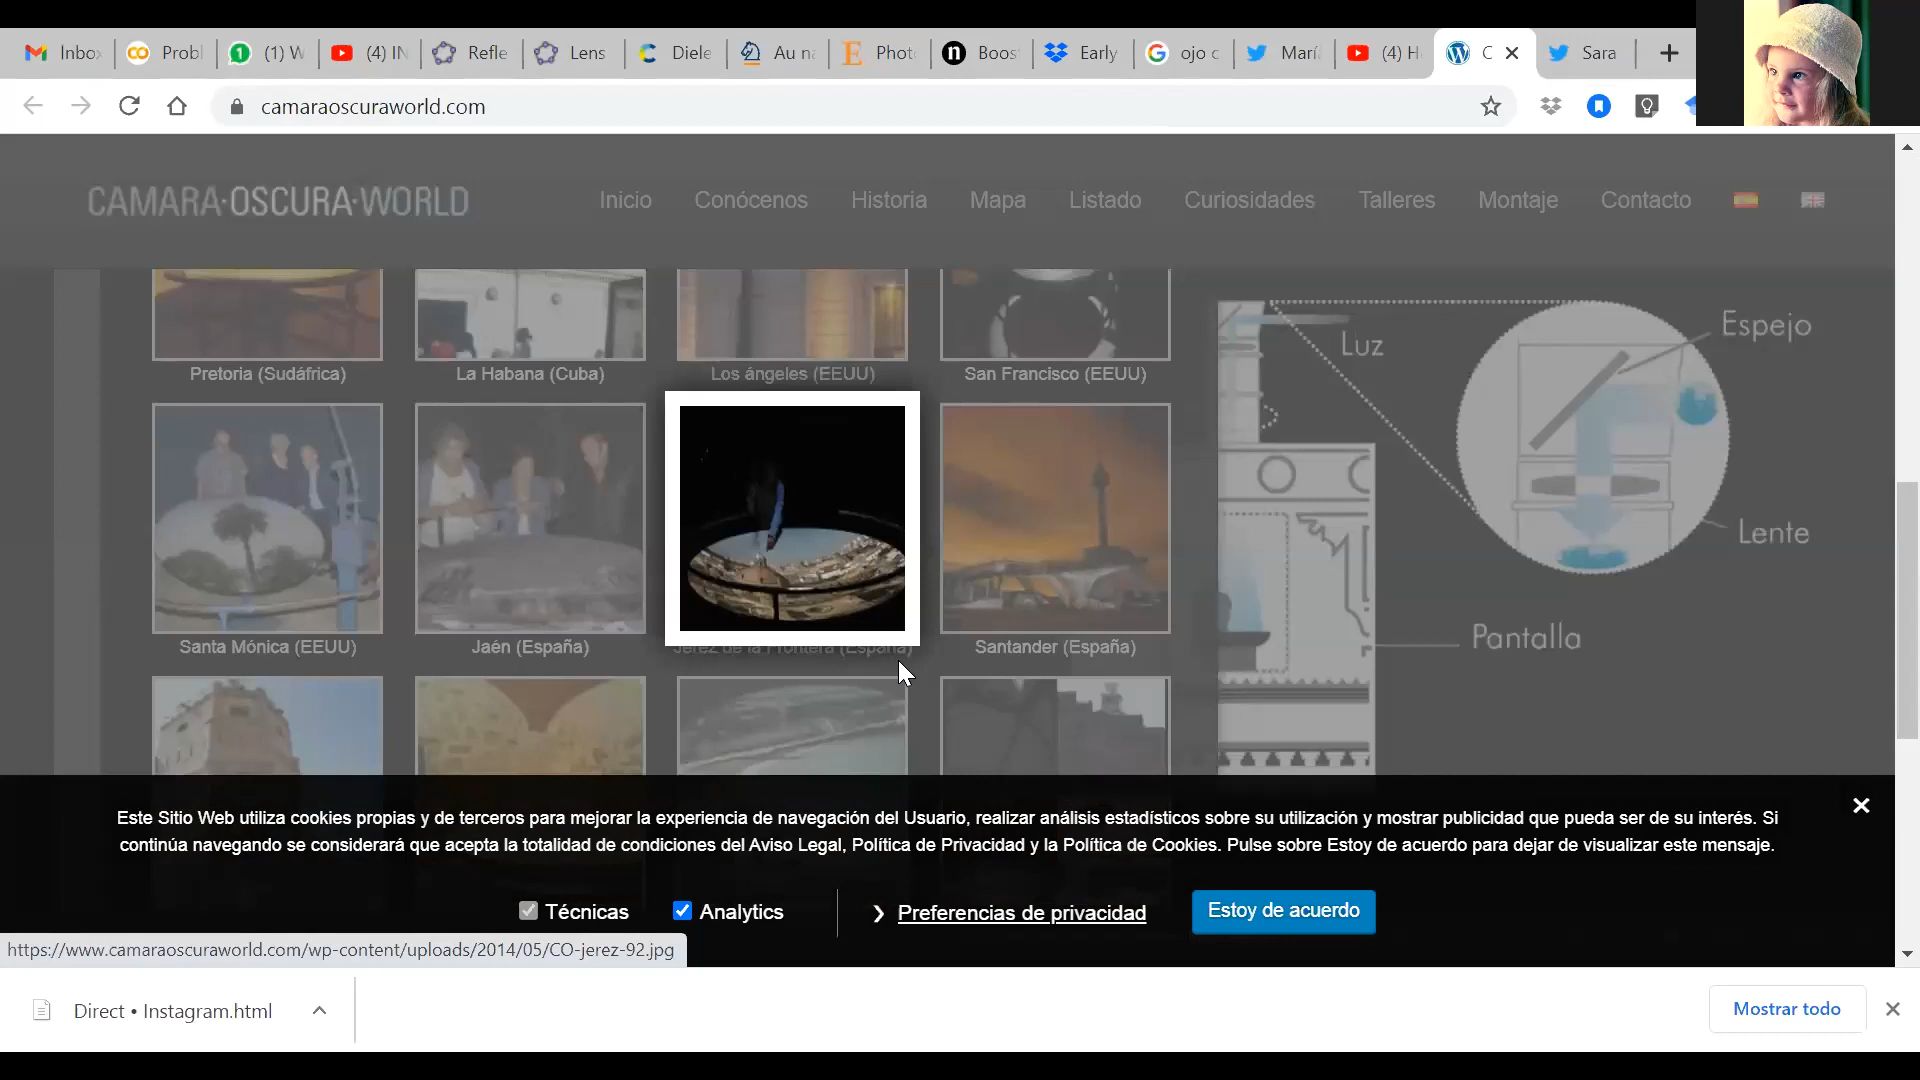 Inbox Probl (1) W (4) IN Refle Lens Diele Au na Phot Boos Early ojo c Marí (4) H C Sara
camaraoscuraworld.com
CAMARA·OSCURA·WORLD Inicio Conócenos Historia Mapa Listado Curiosidades Talleres Montaje Contacto
Luz
Espejo
Pretoria (Sudáfrica) La Habana (Cuba) Los ángeles (EEUU) San Francisco (EEUU)
Lente
Pantalla
Santa Mónica (EEUU) Jaén (España) Jerez de la Frontera (España) Santander (España)
Este Sitio Web utiliza cookies propias y de terceros para mejorar la experiencia de navegación del Usuario, realizar análisis estadísticos sobre su utilización y mostrar publicidad que pueda ser de su interés. Si
continúa navegando se considerará que acepta la totalidad de condiciones del Aviso Legal, Política de Privacidad y la Política de Cookies. Pulse sobre Estoy de acuerdo para dejar de visualizar este mensaje.
Técnicas Analytics Preferencias de privacidad Estoy de acuerdo
https://www.camaraoscuraworld.com/wp-content/uploads/2014/05/CO-jerez-92.jpg
Direct • Instagram.html Mostrar todo